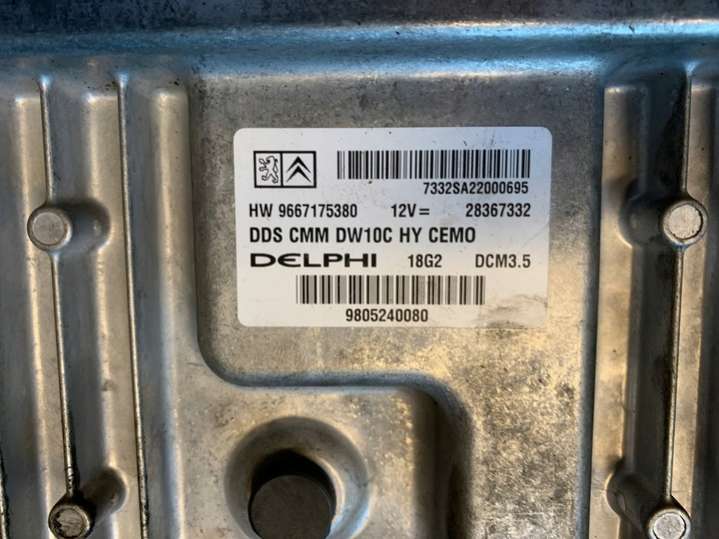 7332SA22000695
HW 9667175380 12V= 28367332
DDS CMM DW10C HY CEMO
DELPHI 18G2 DCM3.5
9805240080